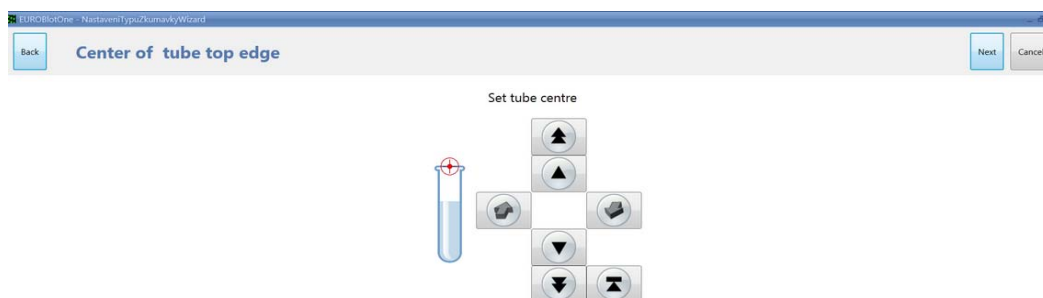 EUROBlotOne - NastaveniTypuZkumavkyWizard
Back
Center of tube top edge
Next
Cancel
Set tube centre